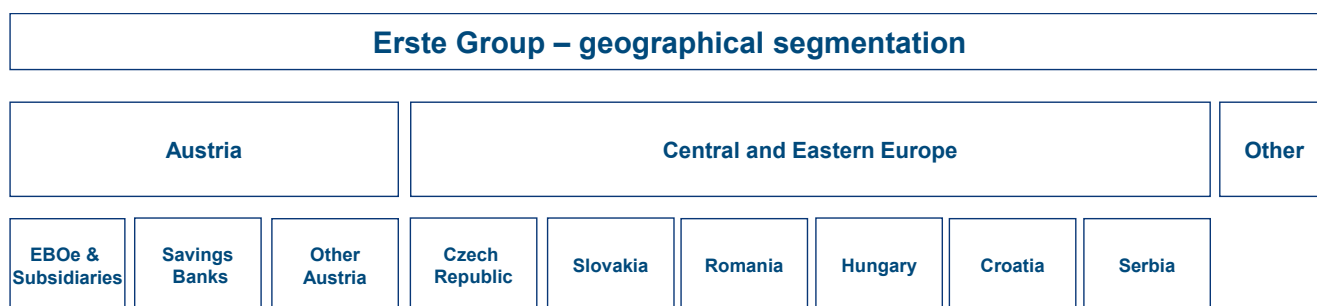 Erste Group – geographical segmentation
Austria
Central and Eastern Europe
Other
EBOe &
Subsidiaries
Savings
Banks
Other
Austria
Czech
Republic
Slovakia
Romania
Hungary
Croatia
Serbia